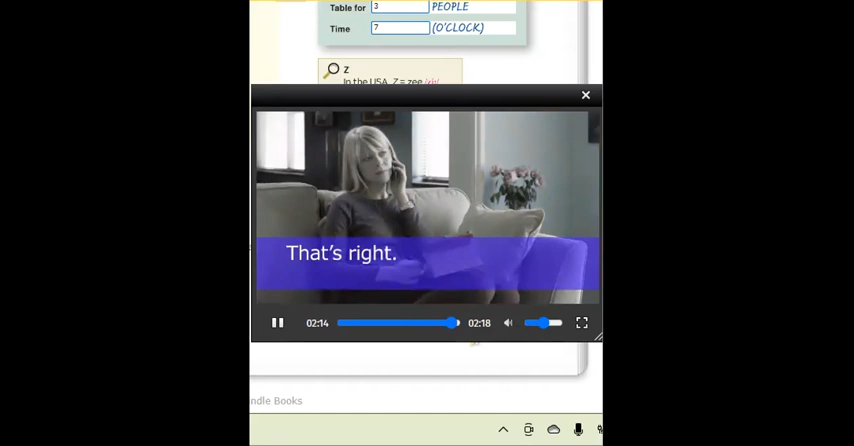 Table for 3 PEOPLE
Time 7 (O'CLOCK)
Z
In the USA, Z = zee /ziː/
That's right.
02:14 02:18
ndle Books